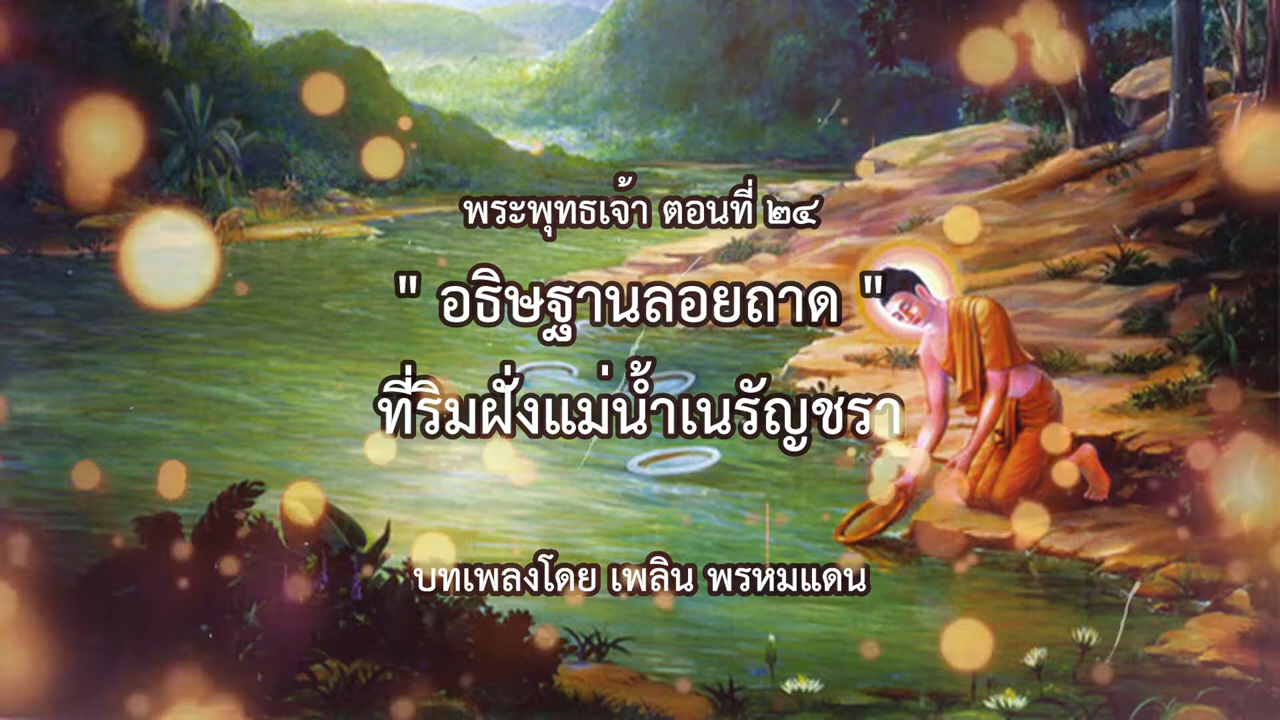 พระพุทธเจ้า ตอนที่ ๒๔
" อธิษฐานลอยถาด "
ที่ริมฝั่งแม่น้ำเนรัญชรา
บทเพลงโดย เพลิน พรหมแดน